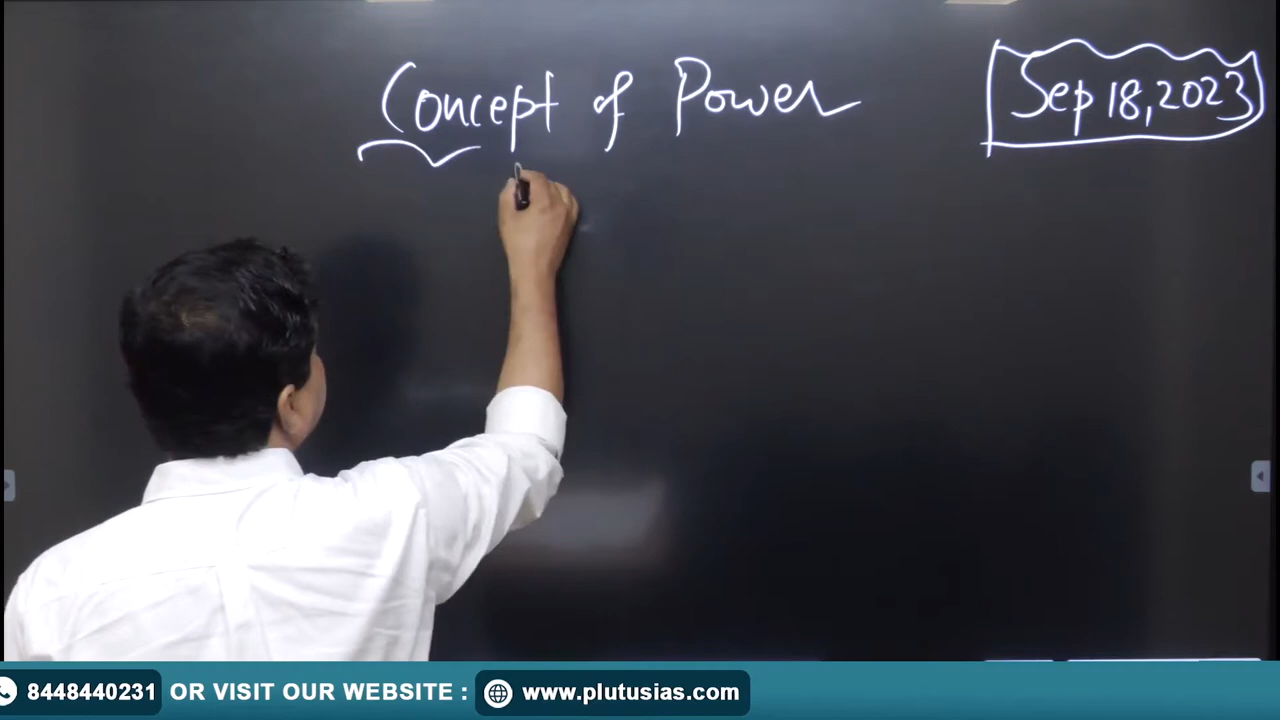 Concept of Power
Sep 18, 2023
8448440231 OR VISIT OUR WEBSITE : www.plutusias.com